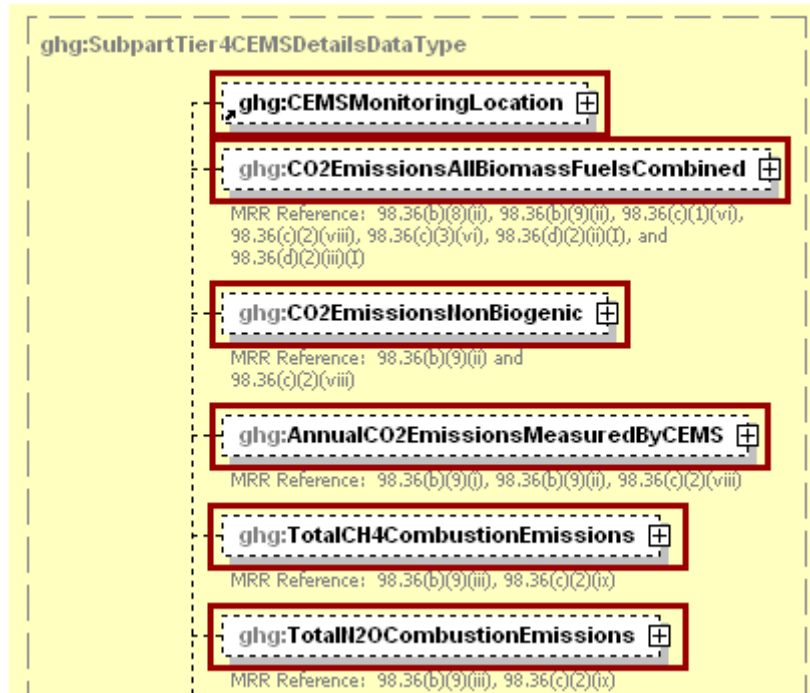 ghg:SubpartTier4CEMSDetailsDataType
ghg:CEMSMonitoringLocation
ghg:CO2EmissionsAllBiomassFuelsCombined
MRR Reference: 98.36(b)(8)(ii), 98.36(b)(9)(ii), 98.36(c)(1)(vi),
98.36(c)(2)(viii), 98.36(c)(3)(vi), 98.36(d)(2)(ii)(I), and
98.36(d)(2)(iii)(I)
ghg:CO2EmissionsNonBiogenic
MRR Reference: 98.36(b)(9)(ii) and
98.36(c)(2)(viii)
ghg:AnnualCO2EmissionsMeasuredByCEMS
MRR Reference: 98.36(b)(9)(i), 98.36(b)(9)(ii), 98.36(c)(2)(viii)
ghg:TotalCH4CombustionEmissions
MRR Reference: 98.36(b)(9)(iii), 98.36(c)(2)(ix)
ghg:TotalN2OCombustionEmissions
MRR Reference: 98.36(b)(9)(iii), 98.36(c)(2)(ix)